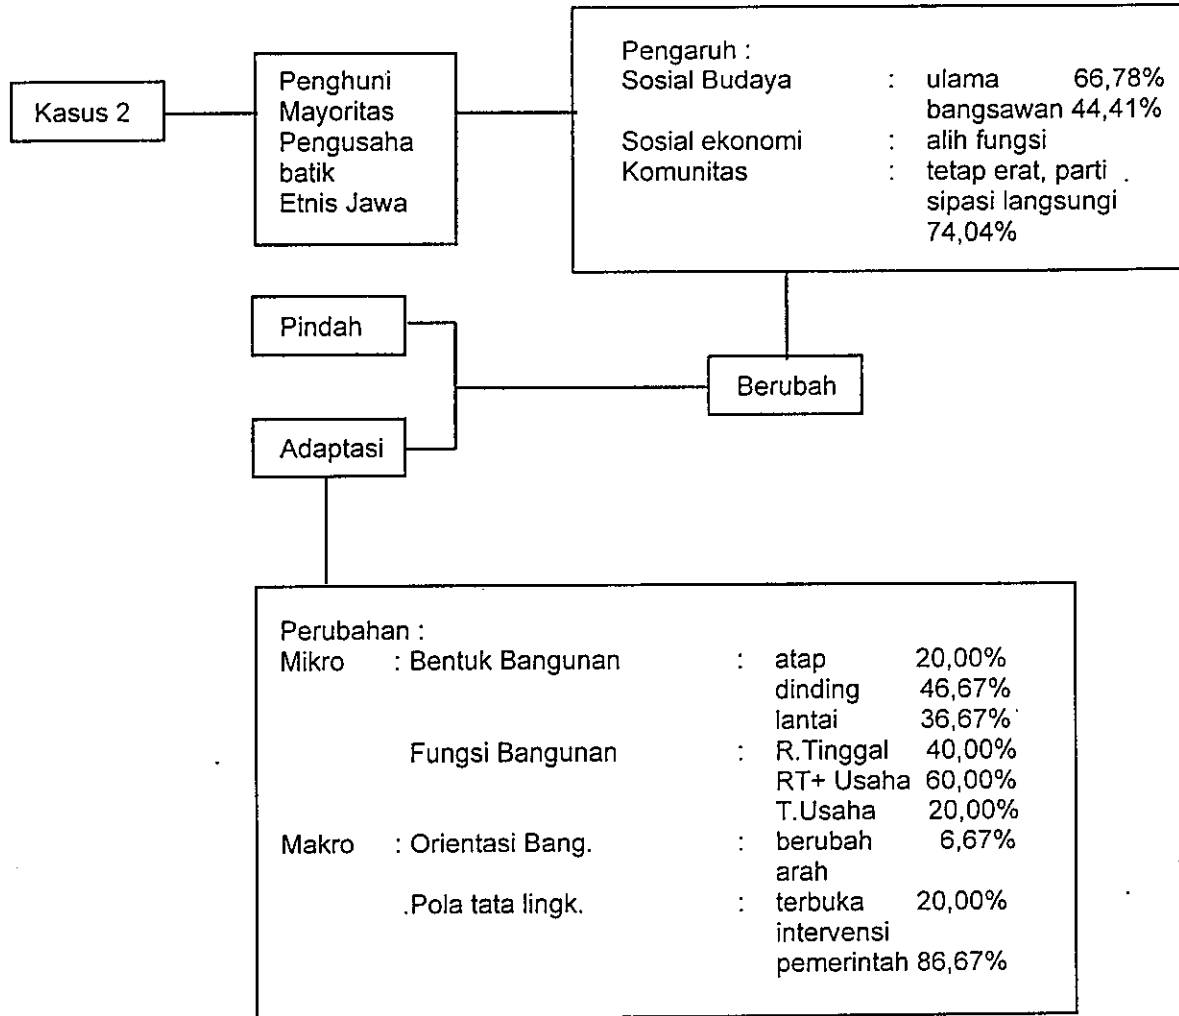 Kasus 2
Penghuni
Mayoritas
Pengusaha
batik
Etnis Jawa
Pengaruh :
Sosial Budaya : ulama 66,78%
bangsawan 44,41%
Sosial ekonomi : alih fungsi
Komunitas : tetap erat, parti
sipasi langsungi
74,04%
Pindah
Berubah
Adaptasi
Perubahan :
Mikro : Bentuk Bangunan : atap 20,00%
dinding 46,67%
lantai 36,67%
Fungsi Bangunan : R.Tinggal 40,00%
RT+ Usaha 60,00%
T.Usaha 20,00%
Makro : Orientasi Bang. : berubah 6,67%
arah
Pola tata lingk. : terbuka 20,00%
intervensi
pemerintah 86,67%